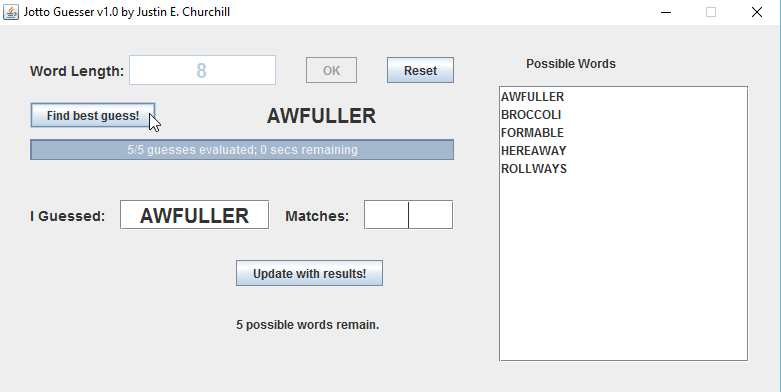 Jotto Guesser v1.0 by Justin E. Churchill
Word Length: 8 OK Reset
Find best guess! AWFULLER
5/5 guesses evaluated; 0 secs remaining
I Guessed: AWFULLER Matches:
Update with results!
5 possible words remain.
Possible Words
AWFULLER
BROCCOLI
FORMABLE
HEREAWAY
ROLLWAYS